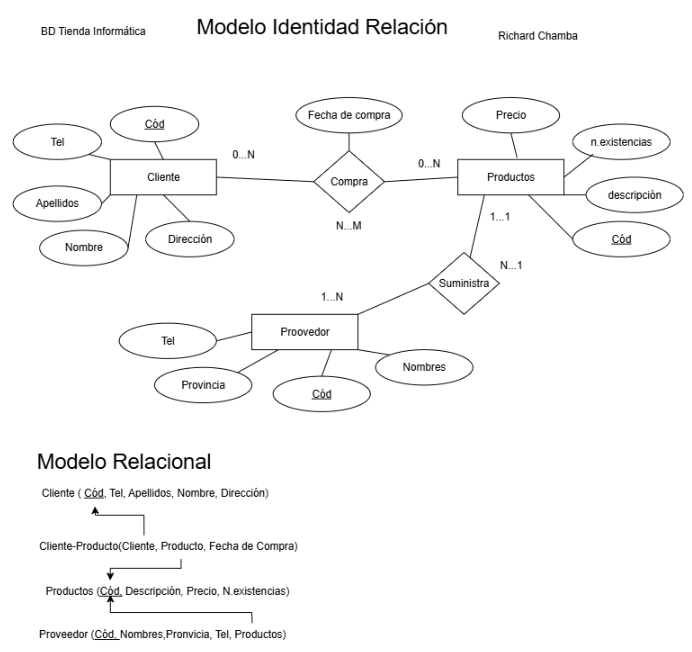 BD Tienda Informática
Modelo Identidad Relación
Richard Chamba
Fecha de compra
Precio
Cód
Tel
n.existencias
0...N
0...N
Cliente
Compra
Productos
descripción
Apellidos
N...M
1...1
Nombre
Dirección
Cód
N...1
Suministra
1...N
Proovedor
Tel
Nombres
Provincia
Cód
Modelo Relacional
Cliente ( Cód, Tel, Apellidos, Nombre, Dirección)
Cliente-Producto(Cliente, Producto, Fecha de Compra)
Productos (Cód, Descripción, Precio, N.existencias)
Proveedor (Cód, Nombres,Pronvicia, Tel, Productos)